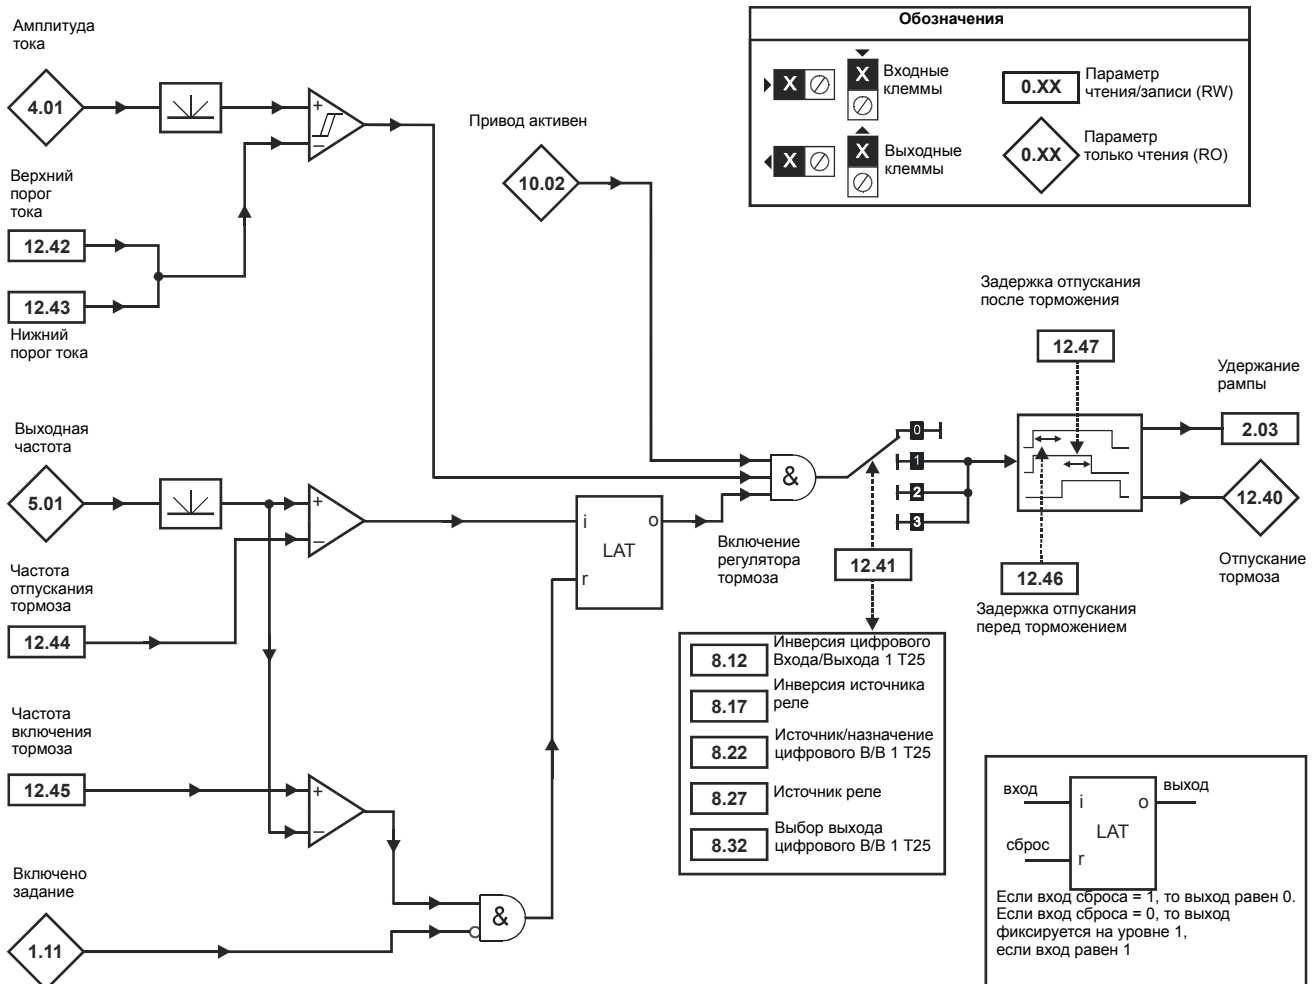 Амплитуда
тока
4.01
+
−
Верхний
порог
тока
12.42
12.43
Нижний
порог тока
Привод активен
10.02
Обозначения
X
X
Входные
клеммы
0.XX
Параметр
чтения/записи (RW)
X
X
Выходные
клеммы
0.XX
Параметр
только чтения (RO)
Выходная
частота
5.01
+
−
Частота
отпускания
тормоза
12.44
i
o
LAT
r
&
0
1
2
3
Включение
регулятора
тормоза
12.41
Задержка отпускания
после торможения
12.47
Удержание
рампы
2.03
12.40
Отпускание
тормоза
12.46
Задержка отпускания
перед торможением
8.12
Инверсия цифрового
Входа/Выхода 1 T25
8.17
Инверсия источника
реле
8.22
Источник/назначение
цифрового В/В 1 T25
8.27
Источник реле
8.32
Выбор выхода
цифрового В/В 1 T25
Частота
включения
тормоза
12.45
+
−
Включено
задание
1.11
&
вход
i
o
выход
LAT
сброс
r
Если вход сброса = 1, то выход равен 0.
Если вход сброса = 0, то выход
фиксируется на уровне 1,
если вход равен 1